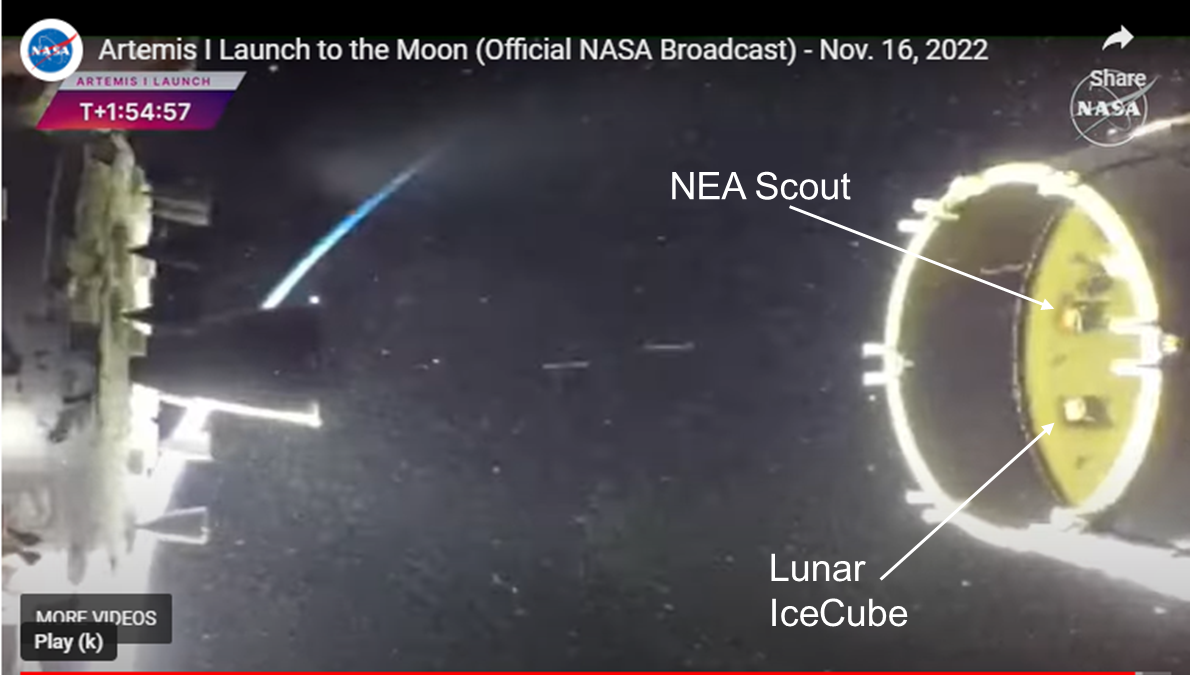 NASA
Artemis I Launch to the Moon (Official NASA Broadcast) - Nov. 16, 2022
Share
ARTEMIS I LAUNCH
T+1:54:57
NASA
NEA Scout
Lunar
IceCube
MORE VIDEOS
Play (k)